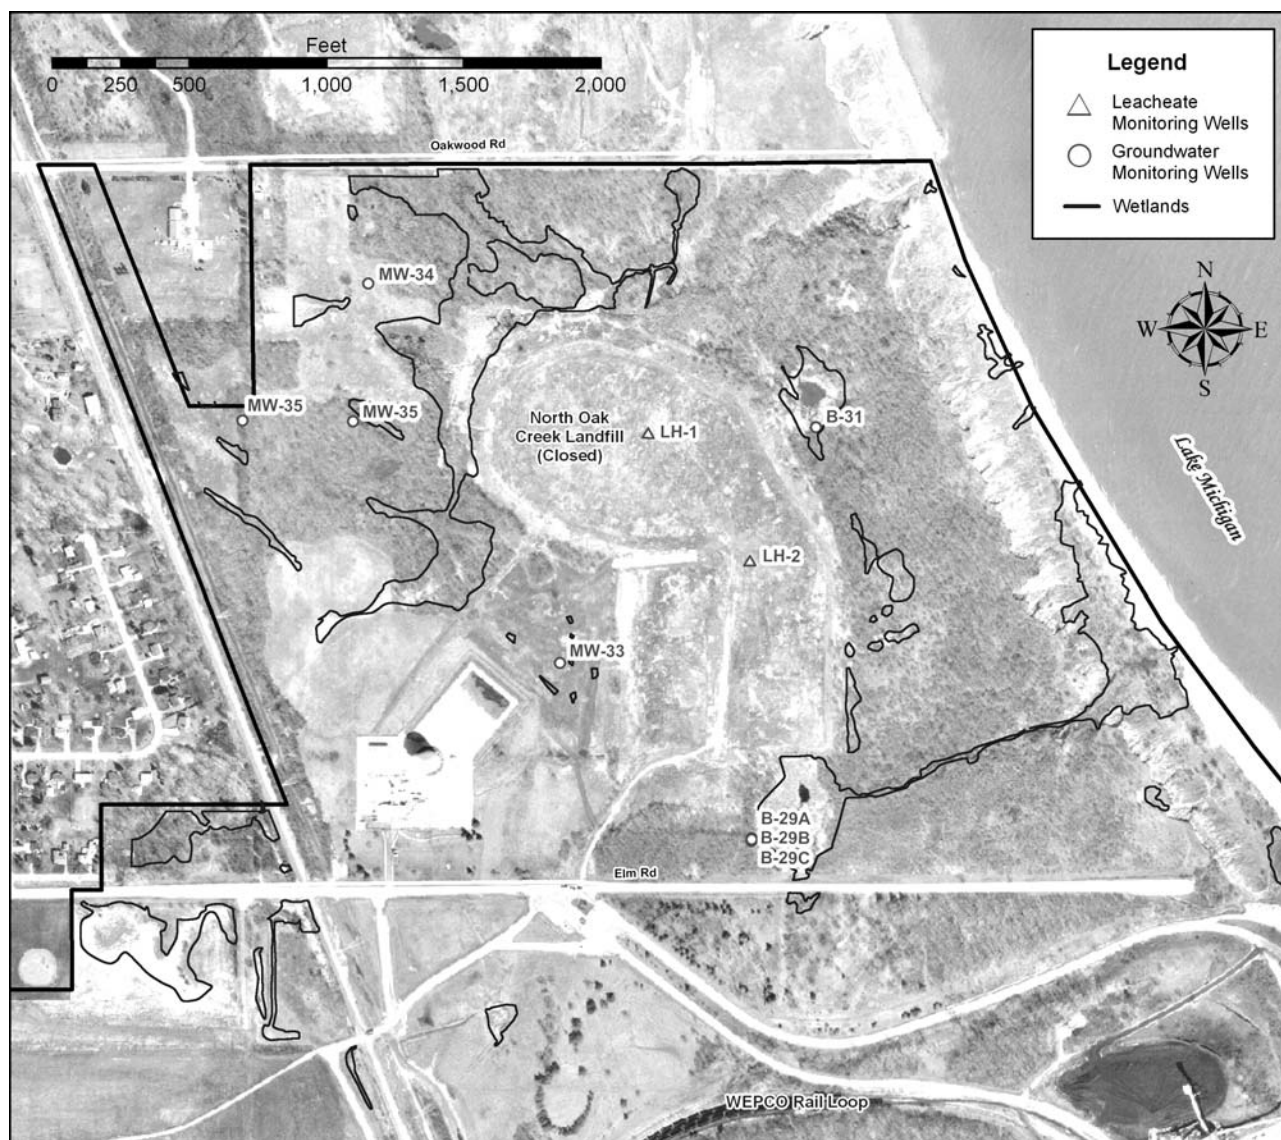 Feet
0 250 500 1,000 1,500 2,000
Legend
Leacheate
Monitoring Wells
Groundwater
Monitoring Wells
Wetlands
Oakwood Rd
N
W E
S
MW-34
MW-35
MW-35
B-31
North Oak
Creek Landfill
(Closed)
LH-1
Lake Michigan
LH-2
MW-33
B-29A
B-29B
B-29C
Elm Rd
WEPCO Rail Loop